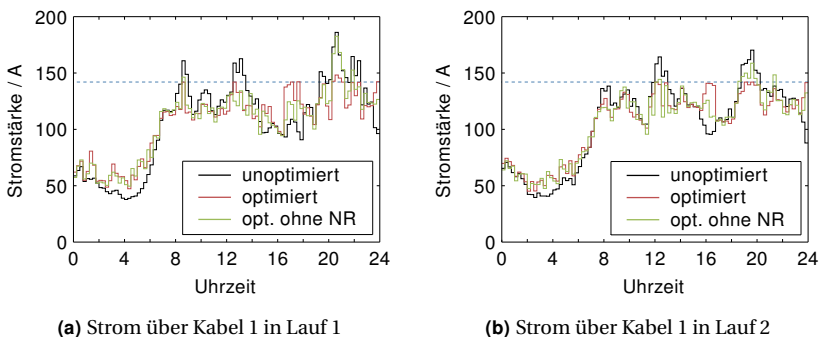 200
150
100
50
0
Stromstärke / A
unoptimiert
optimiert
opt. ohne NR
0 4 8 12 16 20 24
Uhrzeit
(a) Strom über Kabel 1 in Lauf 1
200
150
100
50
0
Stromstärke / A
unoptimiert
optimiert
opt. ohne NR
0 4 8 12 16 20 24
Uhrzeit
(b) Strom über Kabel 1 in Lauf 2